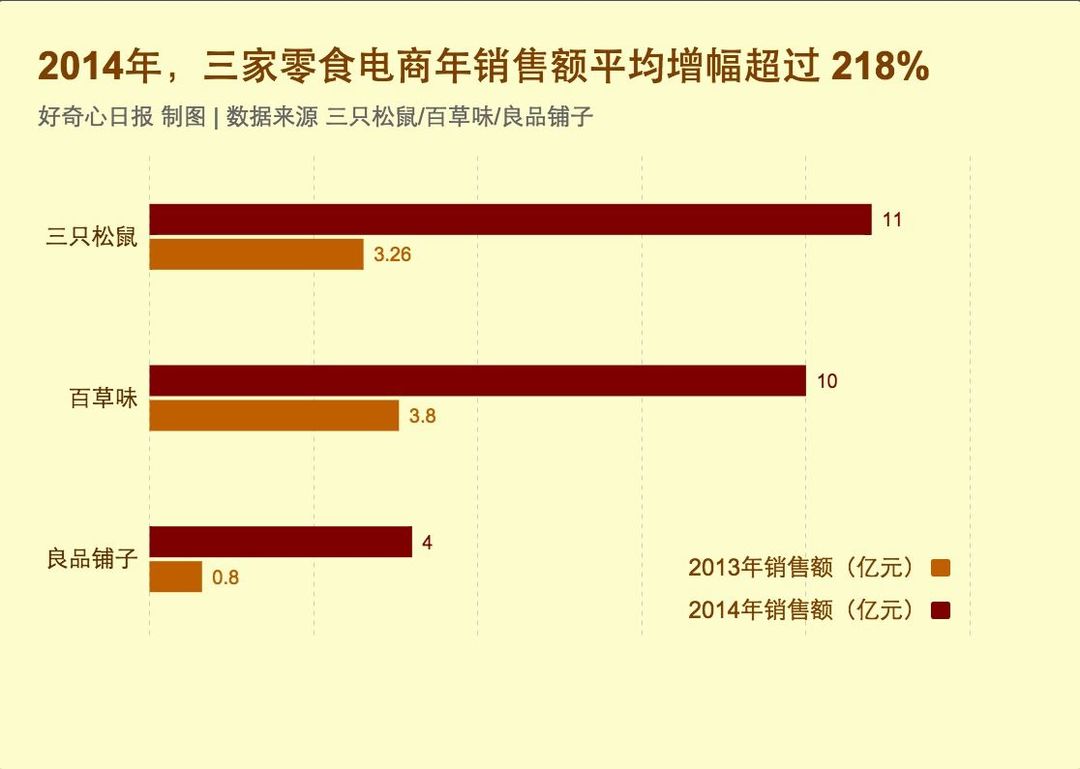 2014年，三家零食电商年销售额平均增幅超过 218%
好奇心日报 制图 | 数据来源 三只松鼠/百草味/良品铺子
三只松鼠
11
3.26
百草味
10
3.8
良品铺子
4
0.8
2013年销售额（亿元）
2014年销售额（亿元）